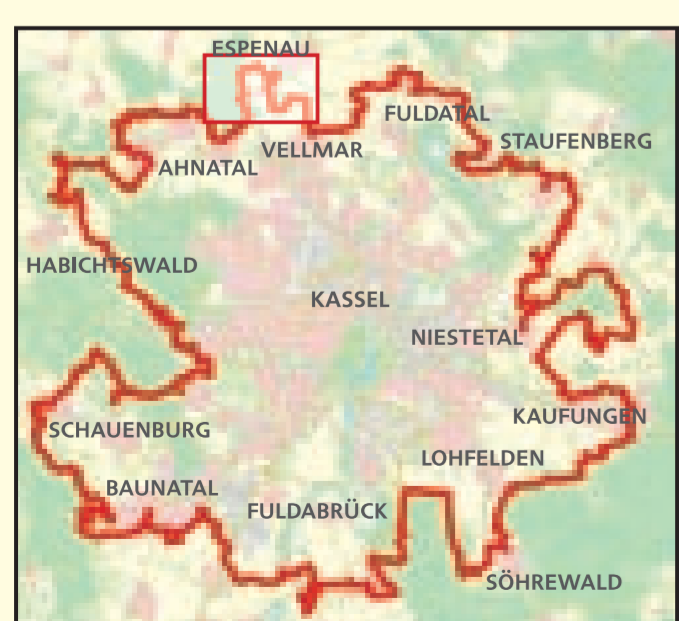 ESPENAU
FULDATAL
STAUFENBERG
VELLMAR
AHNATAL
HABICHTSWALD
KASSEL
NIESTETAL
KAUFUNGEN
SCHAUENBURG
LOHFELDEN
BAUNATAL
FULDABRÜCK
SÖHREWALD